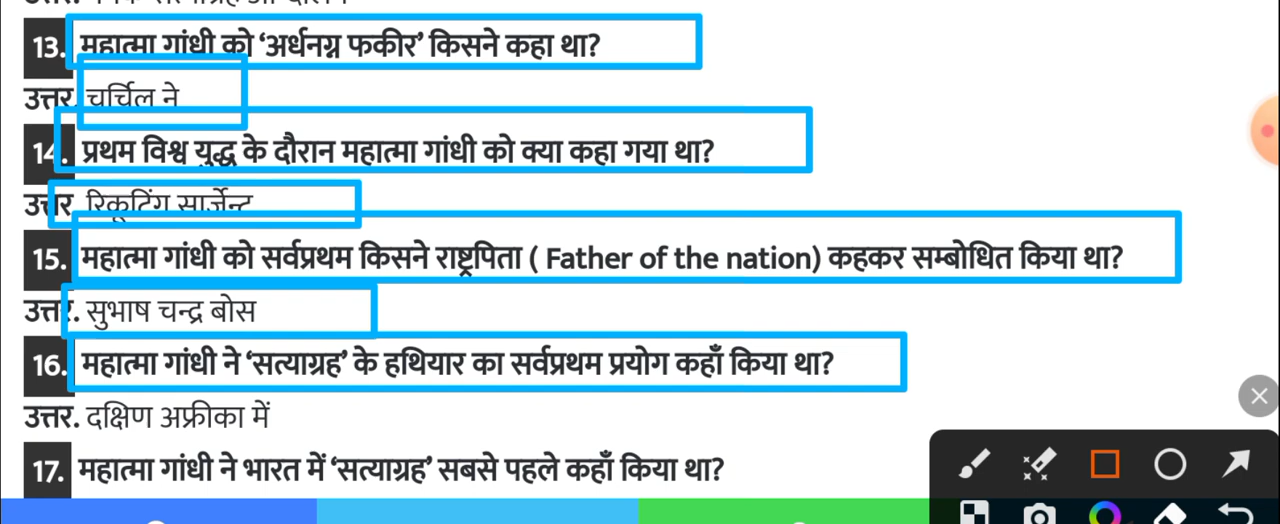 13. महात्मा गांधी को ‘अर्धनग्न फकीर’ किसने कहा था?
उत्तर. चर्चिल ने
14. प्रथम विश्व युद्ध के दौरान महात्मा गांधी को क्या कहा गया था?
उत्तर. रिक्रूटिंग सार्जेन्ट
15. महात्मा गांधी को सर्वप्रथम किसने राष्ट्रपिता ( Father of the nation) कहकर सम्बोधित किया था?
उत्तर. सुभाष चन्द्र बोस
16. महात्मा गांधी ने ‘सत्याग्रह’ के हथियार का सर्वप्रथम प्रयोग कहाँ किया था?
उत्तर. दक्षिण अफ्रीका में
17. महात्मा गांधी ने भारत में ‘सत्याग्रह’ सबसे पहले कहाँ किया था?